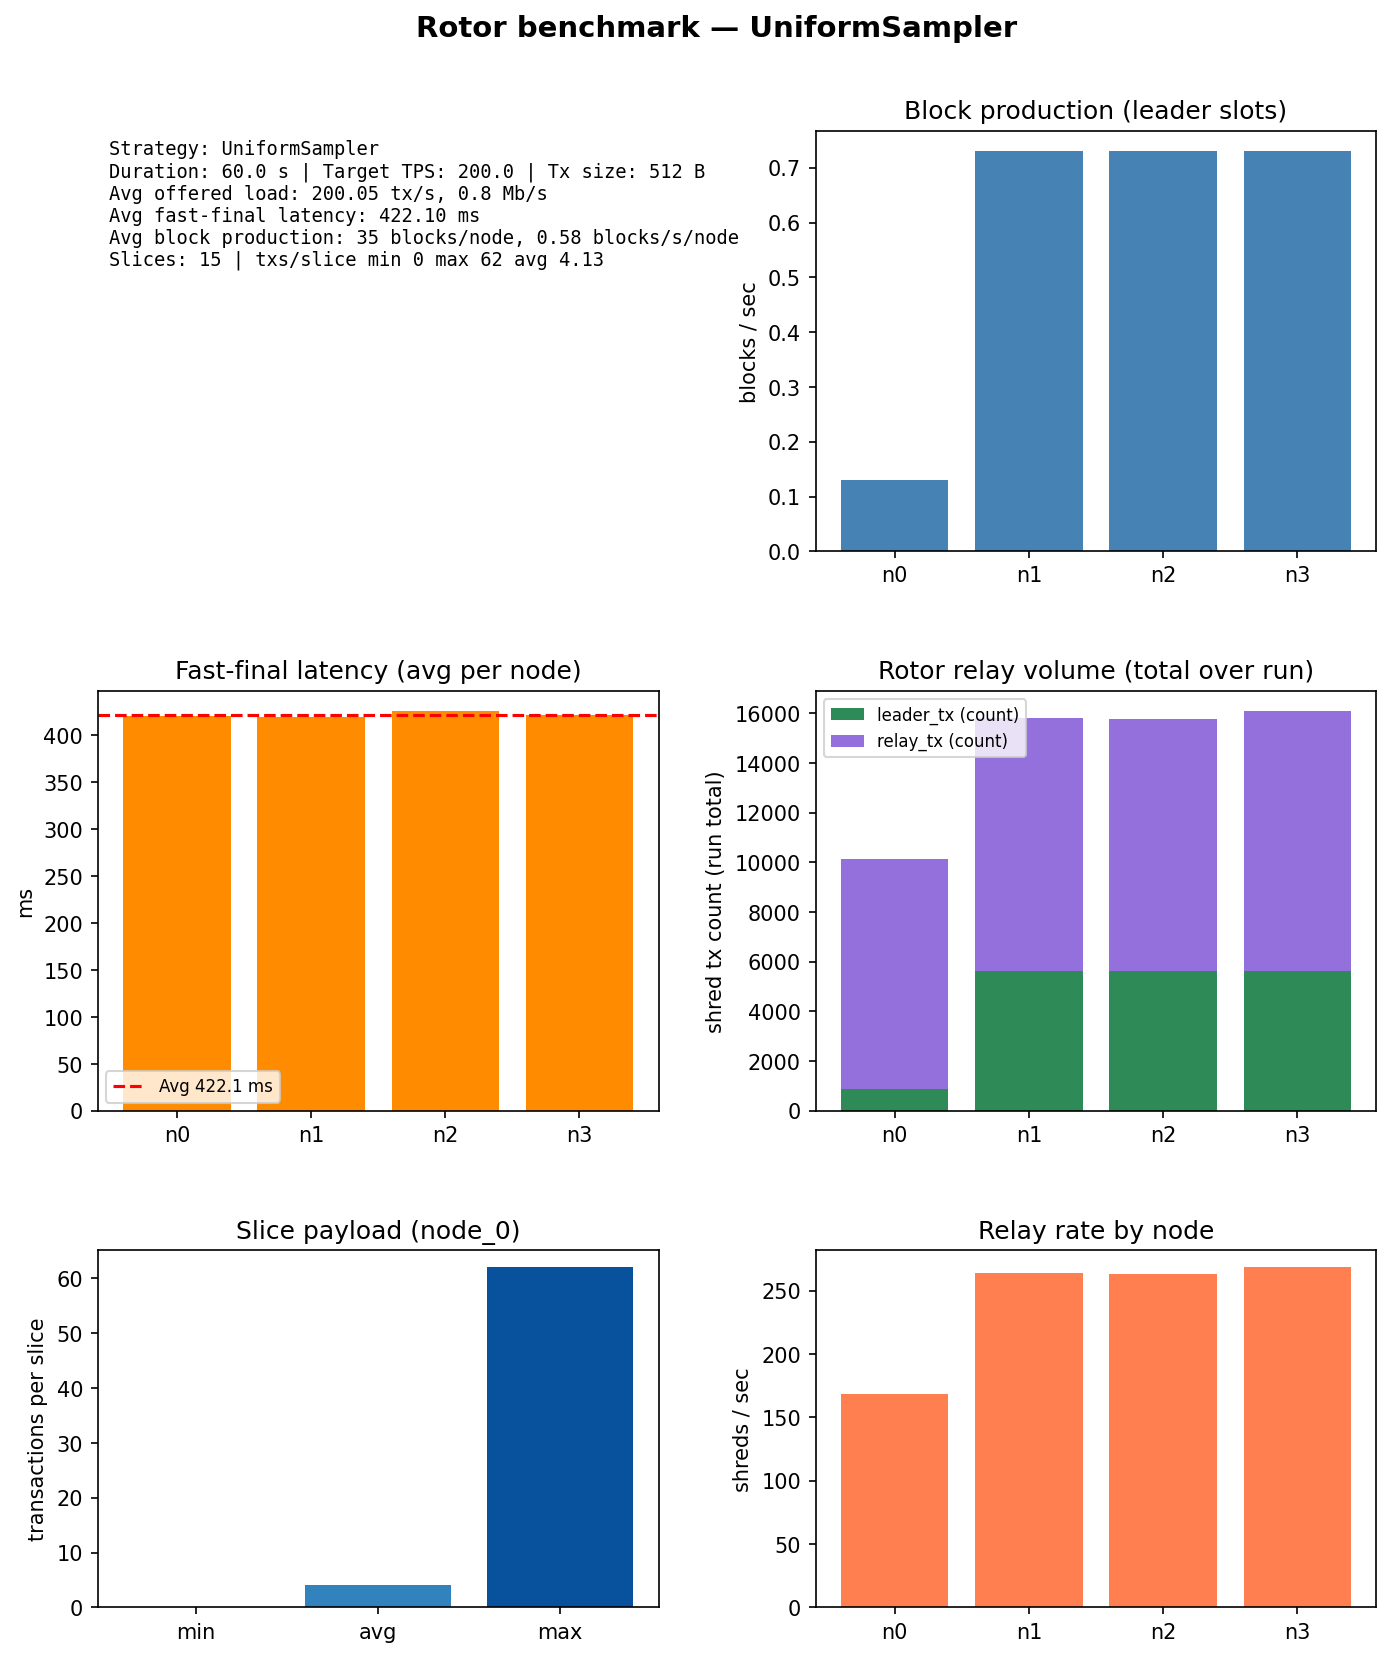 Rotor benchmark — UniformSampler
Strategy: UniformSampler
Duration: 60.0 s | Target TPS: 200.0 | Tx size: 512 B
Avg offered load: 200.05 tx/s, 0.8 Mb/s
Avg fast-final latency: 422.10 ms
Avg block production: 35 blocks/node, 0.58 blocks/s/node
Slices: 15 | txs/slice min 0 max 62 avg 4.13
Block production (leader slots)
blocks / sec
0.7
0.6
0.5
0.4
0.3
0.2
0.1
0.0
n0 n1 n2 n3
Fast-final latency (avg per node)
ms
400
350
300
250
200
150
100
50
0
Avg 422.1 ms
n0 n1 n2 n3
Rotor relay volume (total over run)
shred tx count (run total)
16000
14000
12000
10000
8000
6000
4000
2000
0
leader_tx (count)
relay_tx (count)
n0 n1 n2 n3
Slice payload (node_0)
transactions per slice
60
50
40
30
20
10
0
min avg max
Relay rate by node
shreds / sec
250
200
150
100
50
0
n0 n1 n2 n3